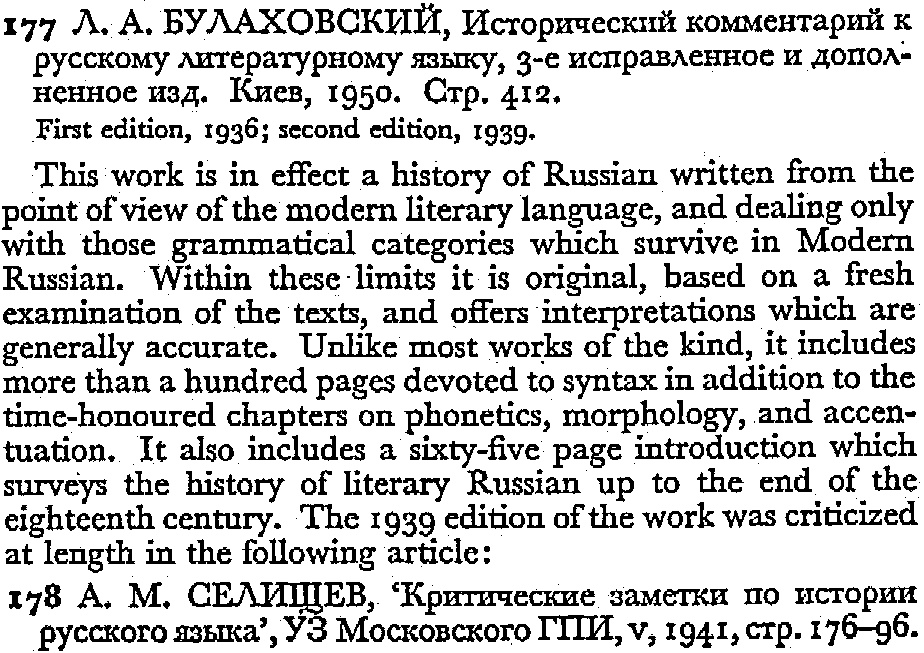 177 Л. А. БУЛАХОВСКИЙ, Исторический комментарий к
русскому литературному языку, 3-е исправленное и допол-
ненное изд. Киев, 1950. Стр. 412.
First edition, 1936; second edition, 1939.
This work is in effect a history of Russian written from the
point of view of the modern literary language, and dealing only
with those grammatical categories which survive in Modern
Russian. Within these limits it is original, based on a fresh
examination of the texts, and offers interpretations which are
generally accurate. Unlike most works of the kind, it includes
more than a hundred pages devoted to syntax in addition to the
time-honoured chapters on phonetics, morphology, and accen-
tuation. It also includes a sixty-five page introduction which
surveys the history of literary Russian up to the end of the
eighteenth century. The 1939 edition of the work was criticized
at length in the following article:
178 А. М. СЕЛИЩЕВ, ‘Критические заметки по истории
русского языка’, УЗ Московского ГПИ, v, 1941, стр. 176–96.